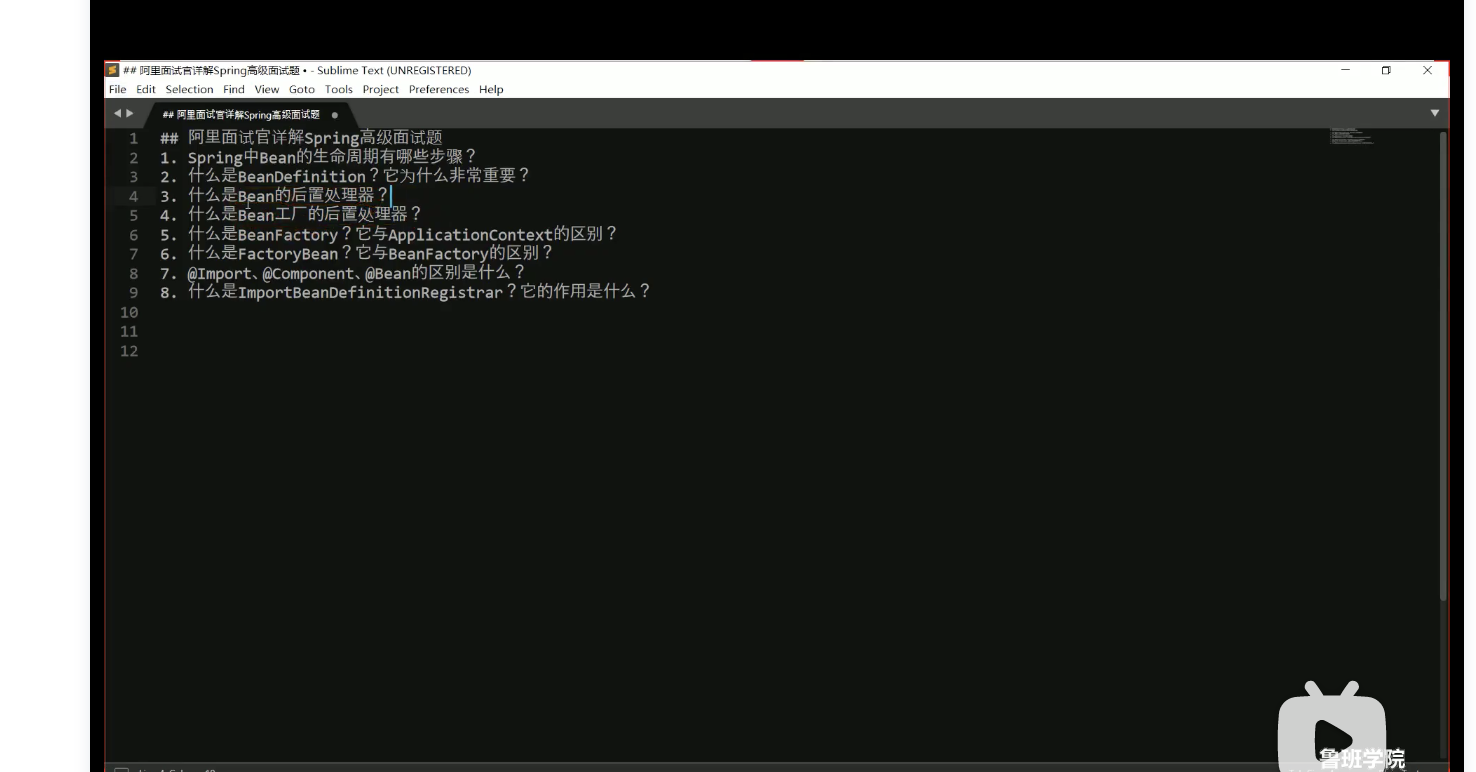 ## 阿里面试官详解Spring高级面试题 • - Sublime Text (UNREGISTERED)
File Edit Selection Find View Goto Tools Project Preferences Help
## 阿里面试官详解Spring高级面试题
1 ## 阿里面试官详解Spring高级面试题
2 1. Spring中Bean的生命周期有哪些步骤？
3 2. 什么是BeanDefinition？它为什么非常重要？
4 3. 什么是Bean的后置处理器？
5 4. 什么是Bean工厂的后置处理器？
6 5. 什么是BeanFactory？它与ApplicationContext的区别？
7 6. 什么是FactoryBean？它与BeanFactory的区别？
8 7. @Import、@Component、@Bean的区别是什么？
9 8. 什么是ImportBeanDefinitionRegistrar？它的作用是什么？
10
11
12
鲁班学院